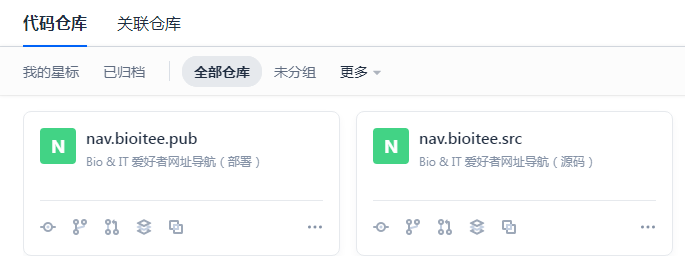 代码仓库 关联仓库
我的星标 已归档 全部仓库 未分组 更多
N nav.bioitee.pub
Bio & IT 爱好者网址导航（部署）
N nav.bioitee.src
Bio & IT 爱好者网址导航（源码）